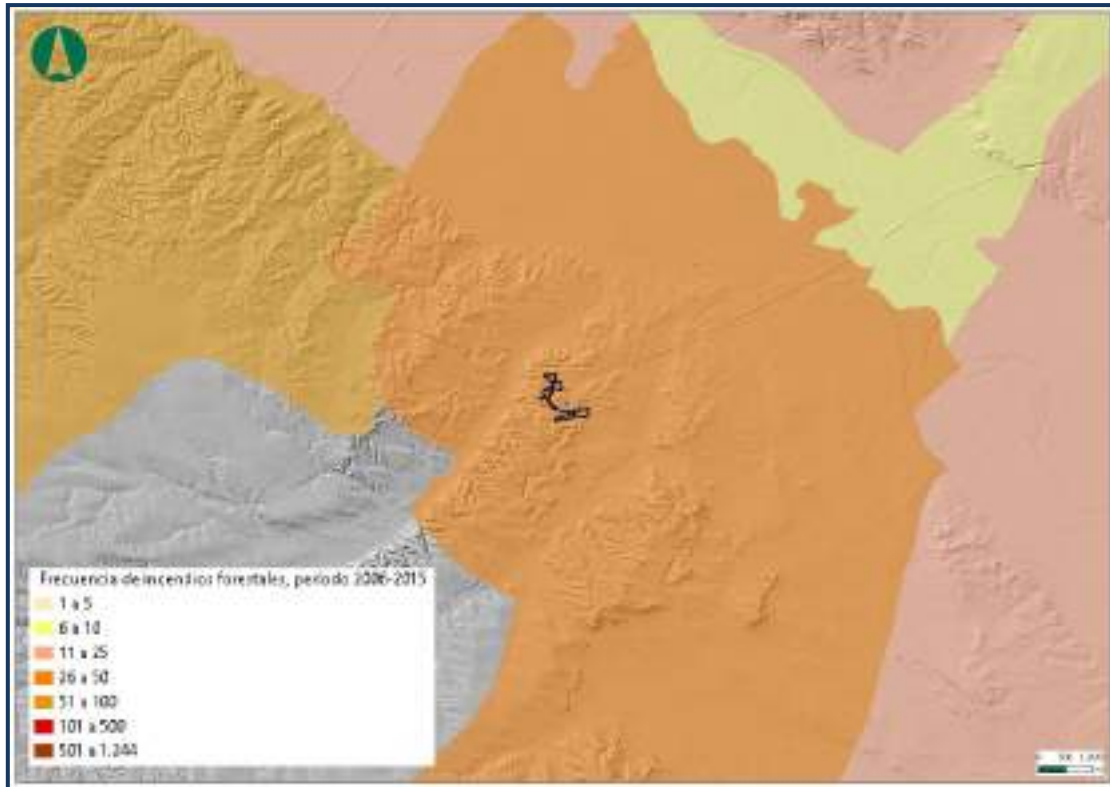 Frecuencia de incendios forestales, período 2006-2015
1 a 5
6 a 10
11 a 25
26 a 50
51 a 100
101 a 500
501 a 1.244